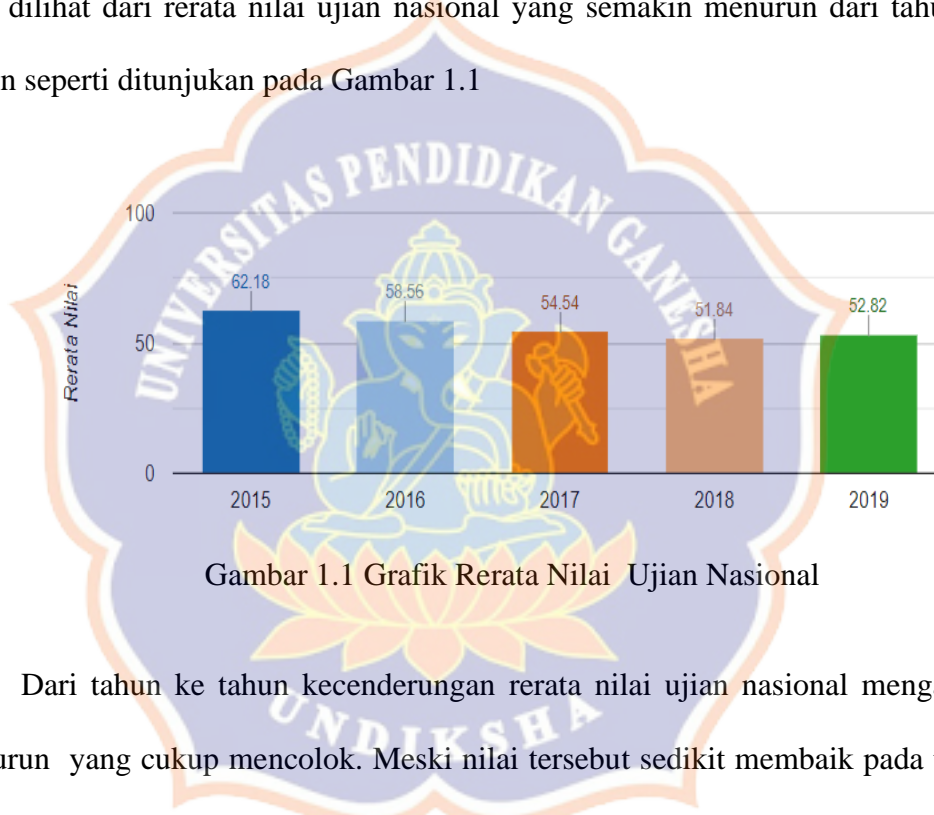 dilihat dari rerata nilai ujian nasional yang semakin menurun dari
seperti ditunjukan pada Gambar 1.1
UNIVERSITAS PENDIDIKAN GANESHA
100
62.18 58.56 54.54 51.84 52.82
Rerata Nilai
50
0
2015 2016 2017 2018 2019
Gambar 1.1 Grafik Rerata Nilai Ujian Nasional
Dari tahun ke tahun kecenderungan rerata nilai ujian nasional
UNDIKSHA
yang cukup mencolok. Meski nilai tersebut sedikit membaik pada